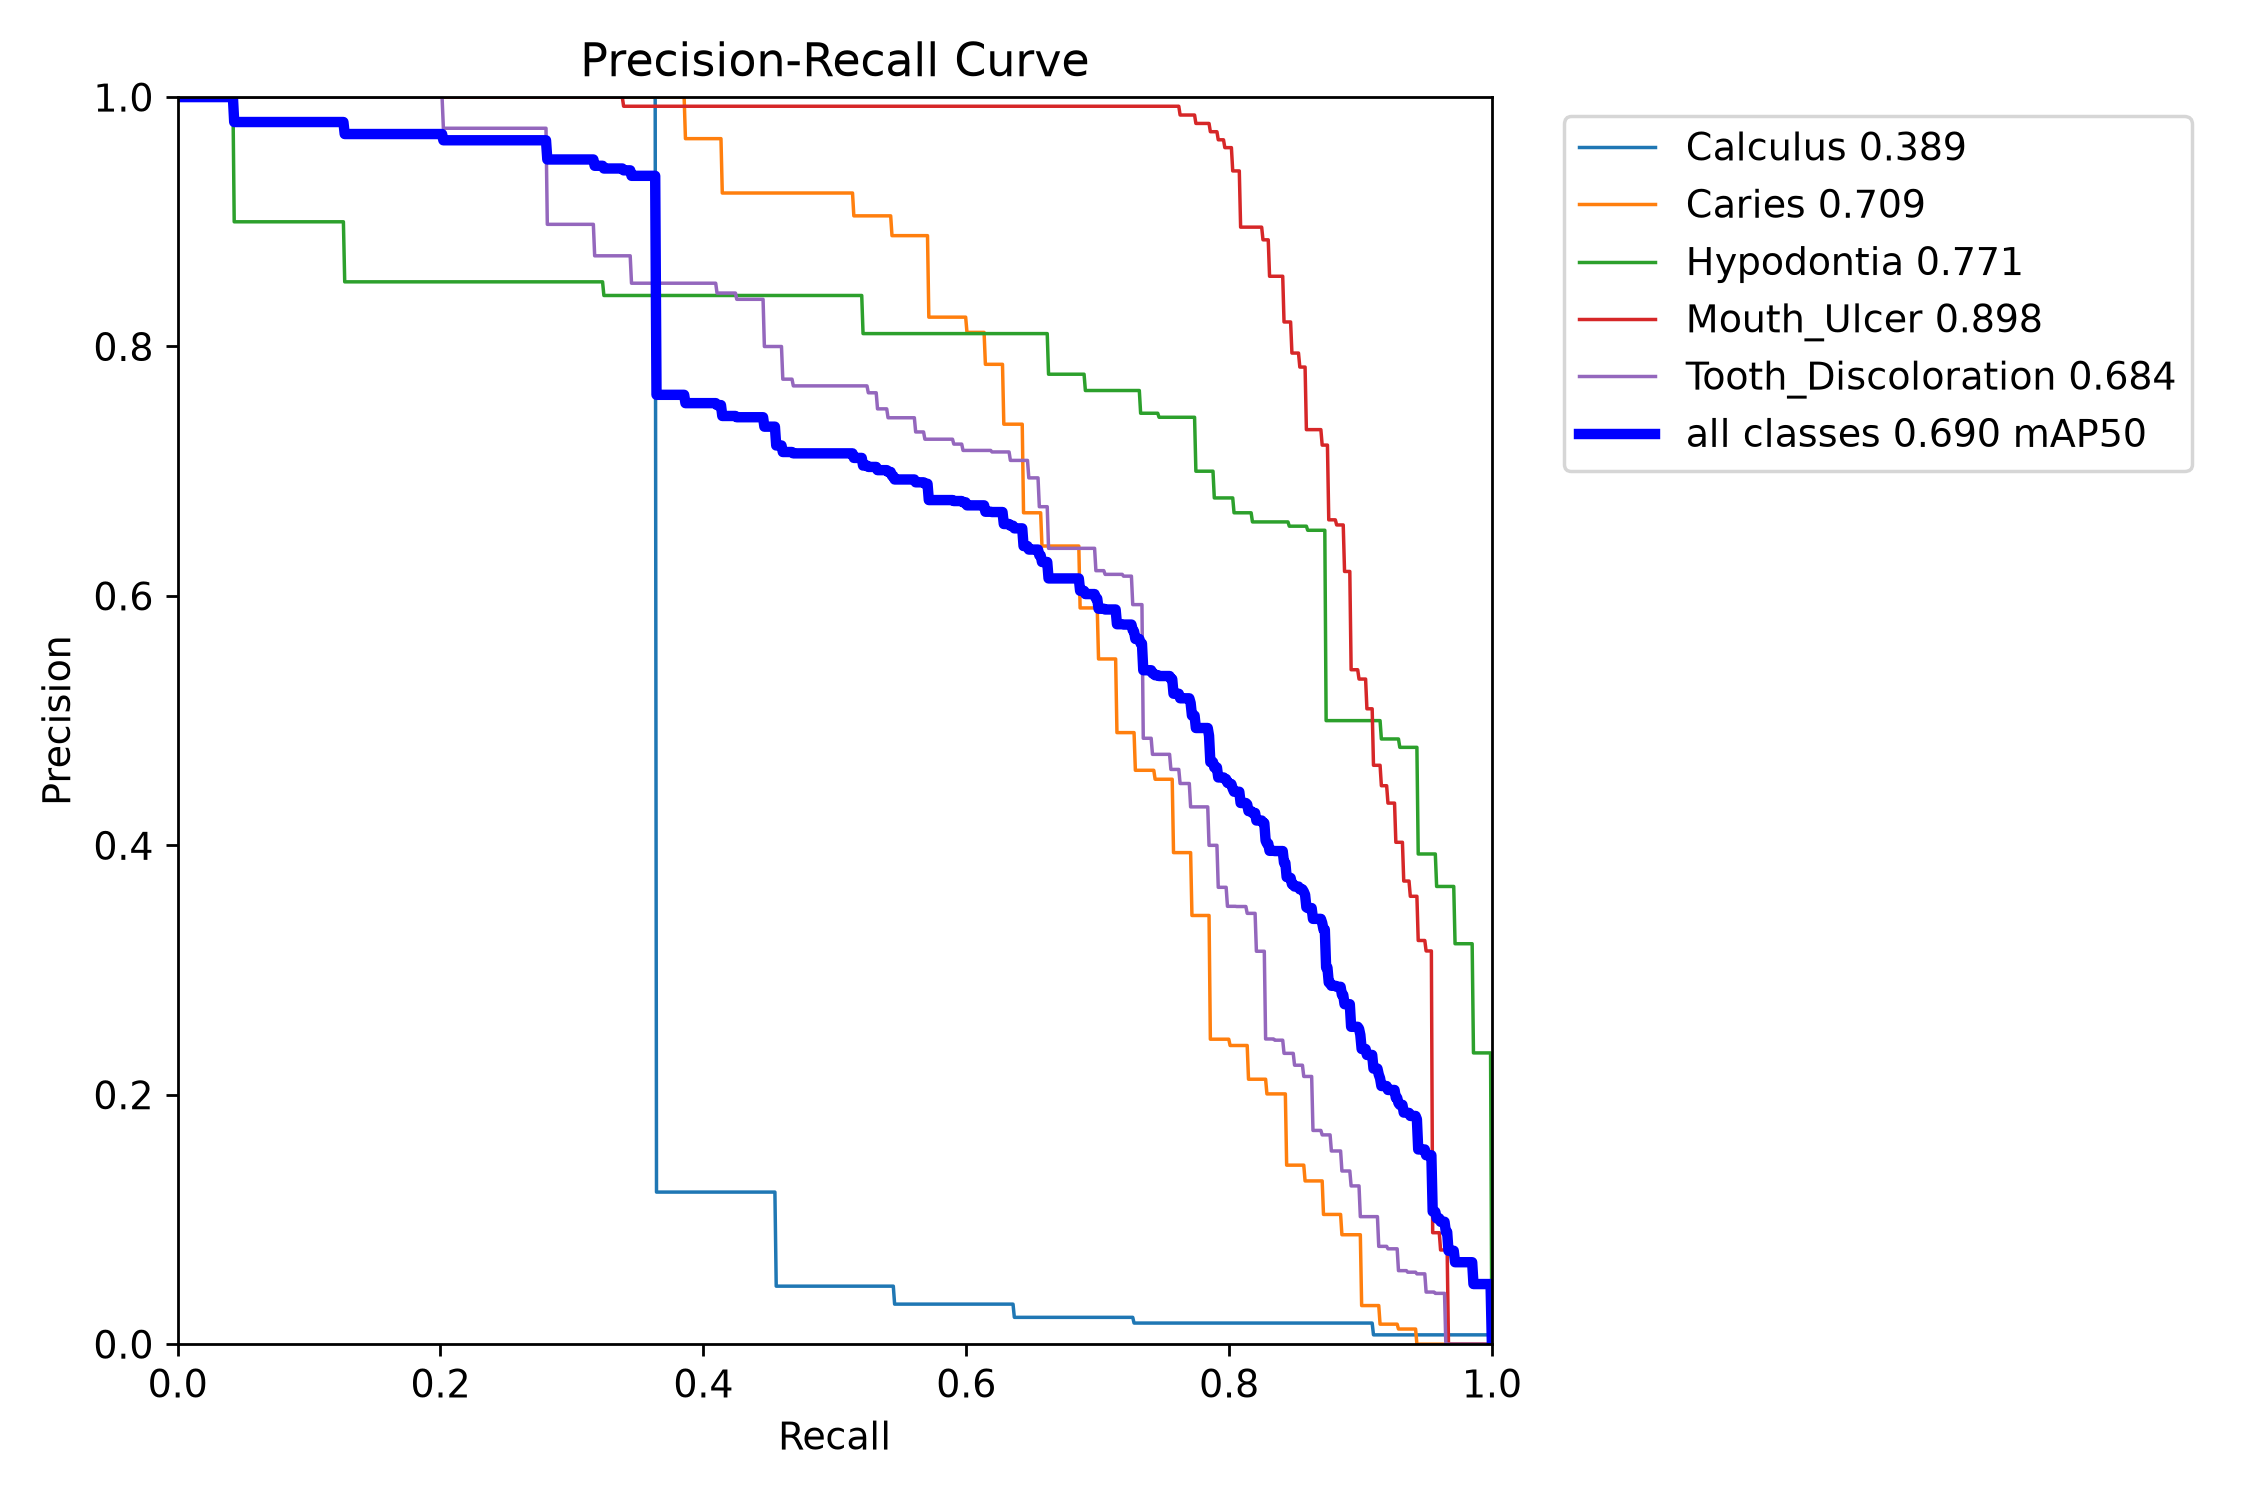 Precision-Recall Curve
1.0
0.8
0.6
0.4
0.2
0.0
Precision
0.0 0.2 0.4 0.6 0.8 1.0
Recall
Calculus 0.389
Caries 0.709
Hypodontia 0.771
Mouth_Ulcer 0.898
Tooth_Discoloration 0.684
all classes 0.690 mAP50